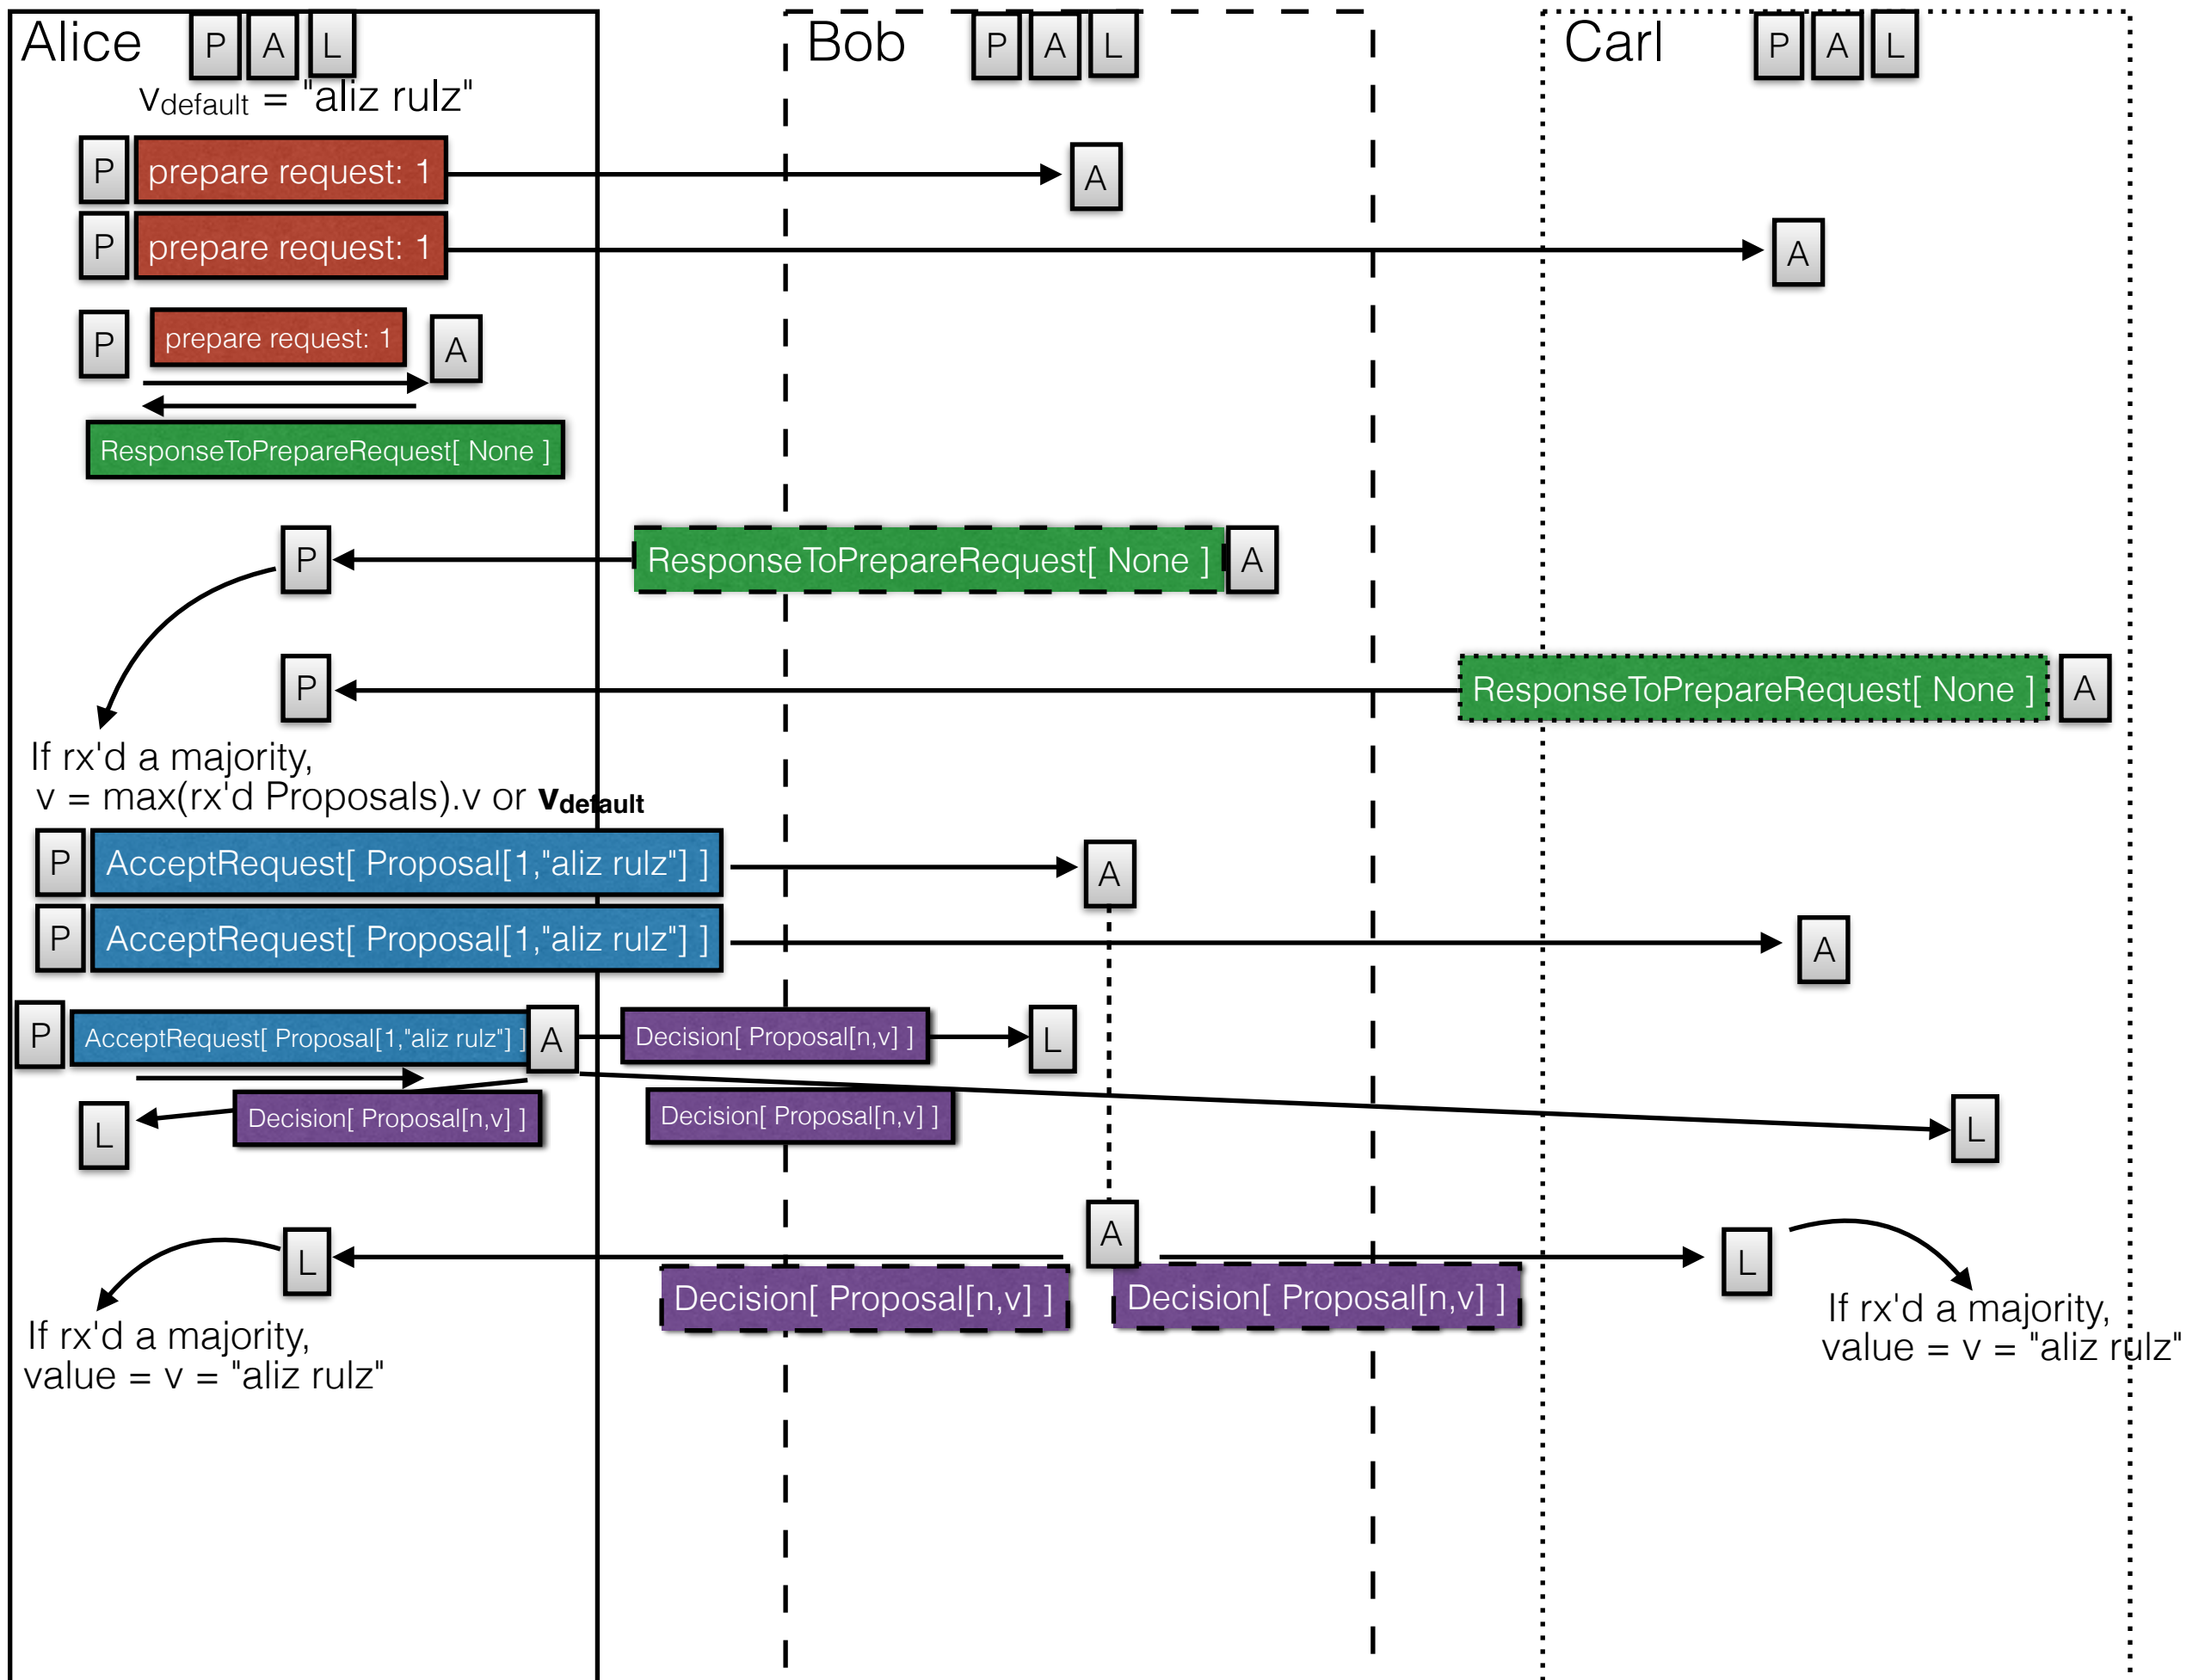 Alice P A L
Bob P A L
Carl P A L
vdefault = "aliz rulz"
P prepare request: 1 A
P prepare request: 1 A
P prepare request: 1 A
ResponseToPrepareRequest[ None ]
P ResponseToPrepareRequest[ None ] A
P ResponseToPrepareRequest[ None ] A
If rx'd a majority,
v = max(rx'd Proposals).v or vdefault
P AcceptRequest[ Proposal[1,"aliz rulz"] ] A
P AcceptRequest[ Proposal[1,"aliz rulz"] ] A
P AcceptRequest[ Proposal[1,"aliz rulz"] ] A Decision[ Proposal[n,v] ] L
L Decision[ Proposal[n,v] ] Decision[ Proposal[n,v] ] L
L A L
Decision[ Proposal[n,v] ] Decision[ Proposal[n,v] ]
If rx'd a majority,
value = v = "aliz rulz"
If rx'd a majority,
value = v = "aliz rulz"